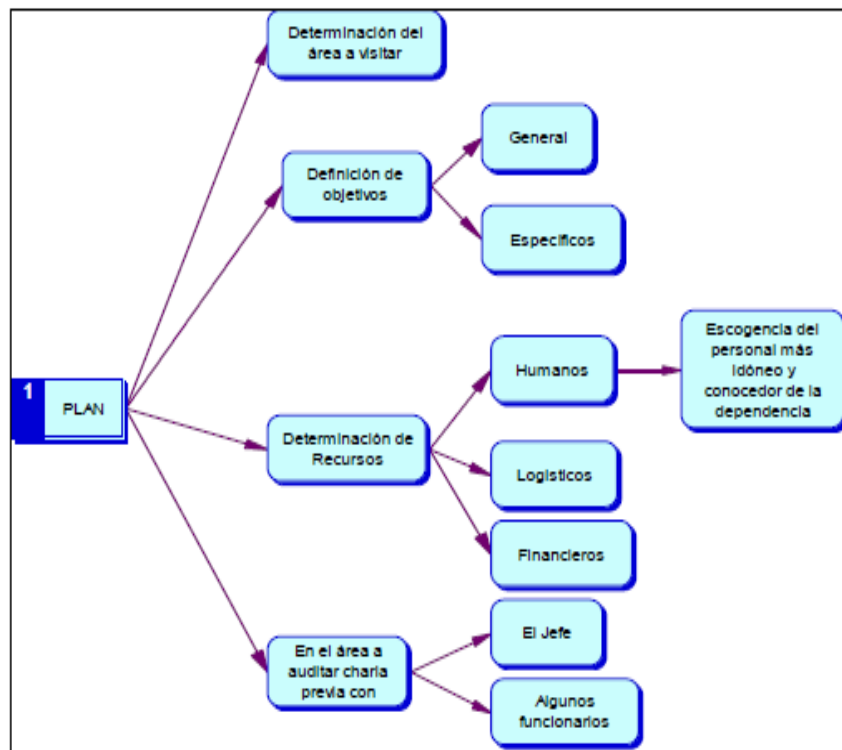 Determinación del
área a visitar
General
Definición de
objetivos
Específicos
Escogencia del
personal más
Idóneo y
conocedor de la
dependencia
Humanos
1
PLAN
Determinación de
Recursos
Logísticos
Financieros
El Jefe
En el área a
auditar charla
previa con
Algunos
funcionarios